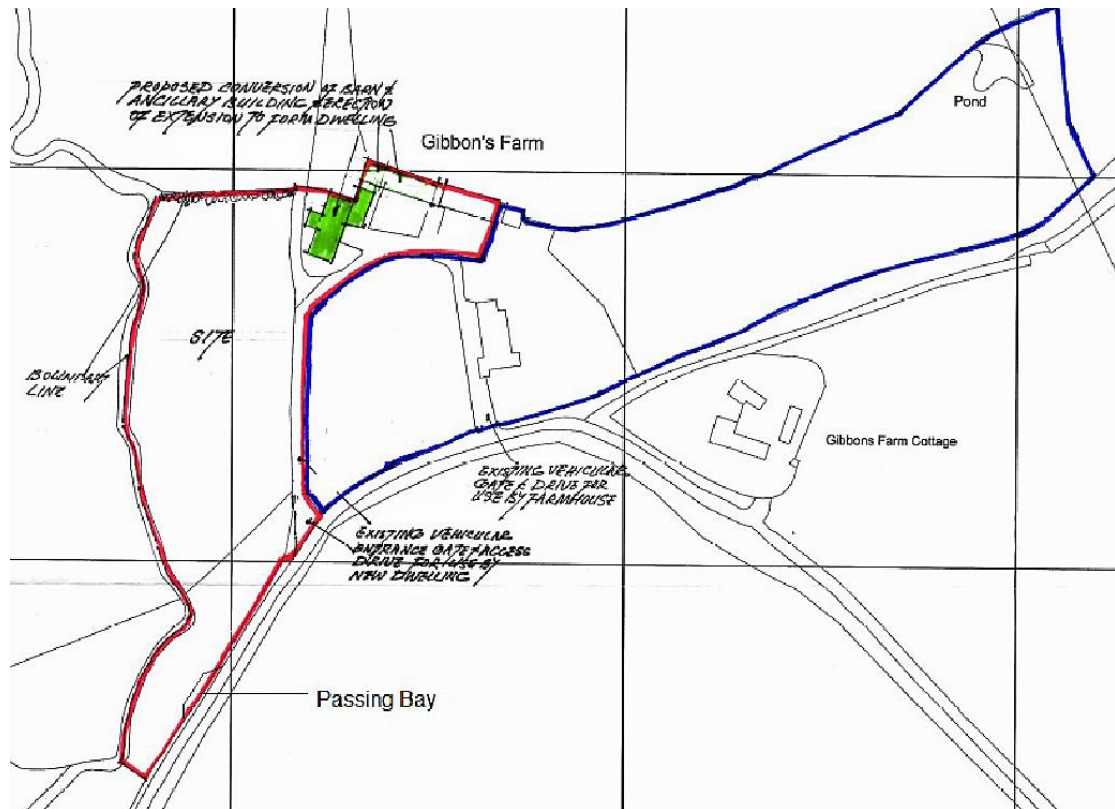 PROPOSED CONVERSION OF BARN &
ANCILLARY BUILDING & ERECTION
OF EXTENSION TO FORM DWELLING
Gibbon's Farm
Pond
SITE
BOUNDARY
LINE
Gibbons Farm Cottage
EXISTING VEHICULAR
GATE & DRIVE FOR
USE BY FARMHOUSE
EXISTING VEHICULAR
ENTRANCE GATE & ACCESS
DRIVE FOR USE BY
NEW DWELLING
Passing Bay